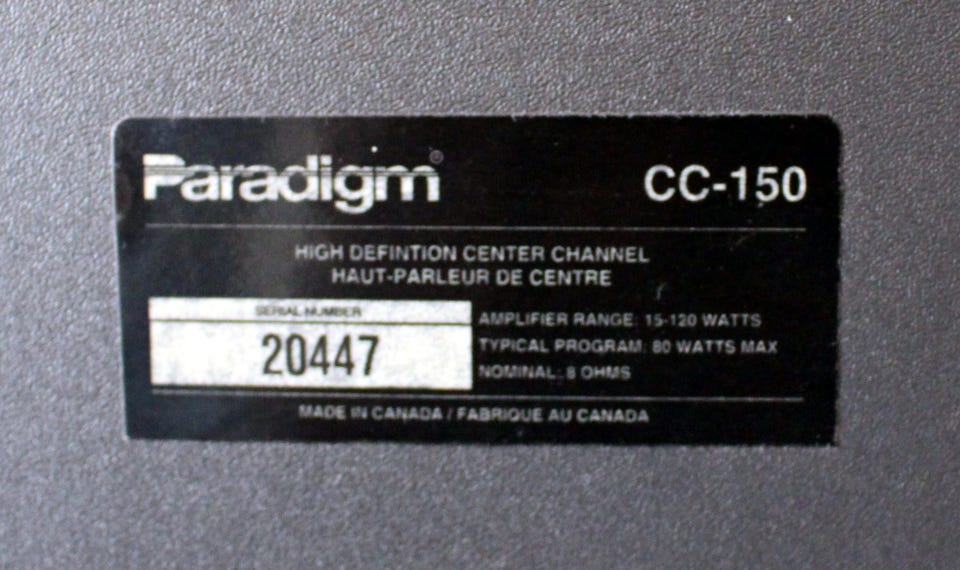 Paradigm® CC-150
HIGH DEFINTION CENTER CHANNEL
HAUT-PARLEUR DE CENTRE
SERIAL NUMBER
20447
AMPLIFIER RANGE: 15-120 WATTS
TYPICAL PROGRAM: 80 WATTS MAX
NOMINAL: 8 OHMS
MADE IN CANADA / FABRIQUE AU CANADA